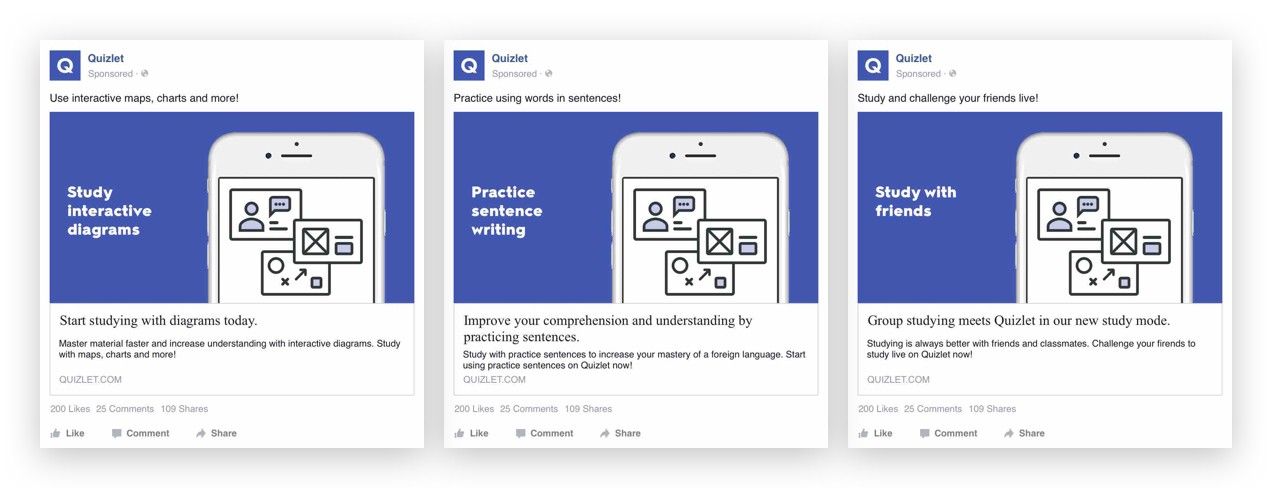 Quizlet
Sponsored ·
Use interactive maps, charts and more!
Study
interactive
diagrams
Start studying with diagrams today.
Master material faster and increase understanding with interactive diagrams. Study
with maps, charts and more!
QUIZLET.COM
200 Likes 25 Comments 109 Shares
Like Comment Share
Quizlet
Sponsored ·
Practice using words in sentences!
Practice
sentence
writing
Improve your comprehension and understanding by
practicing sentences.
Study with practice sentences to increase your mastery of a foreign language. Start
using practice sentences on Quizlet now!
QUIZLET.COM
200 Likes 25 Comments 109 Shares
Like Comment Share
Quizlet
Sponsored ·
Study and challenge your friends live!
Study with
friends
Group studying meets Quizlet in our new study mode.
Studying is always better with friends and classmates. Challenge your firends to
study live on Quizlet now!
QUIZLET.COM
200 Likes 25 Comments 109 Shares
Like Comment Share